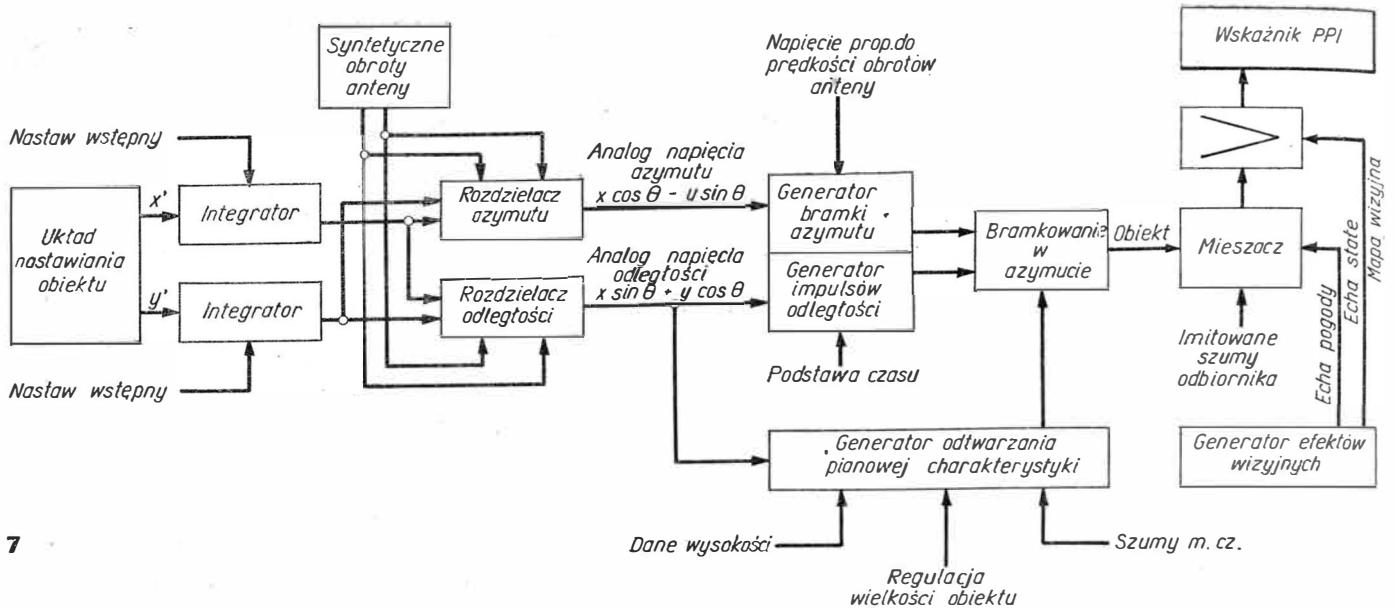 Syntetyczne
obroty
anteny
Napięcie prop.do
prędkości obrotów
anteny
Wskaźnik PPI
Nastaw wstępny
Układ
nastawiania
obiektu
x'
y'
Integrator
Integrator
Nastaw wstępny
Rozdzielacz
azymutu
Rozdzielacz
odległości
Analog napięcia
azymutu
x cos θ - u sin θ
Analog napięcia
odległości
x sin θ + y cos θ
Generator
bramki
azymutu
Generator
impulsów
odległości
Podstawa czasu
Bramkowanie
w
azymucie
Obiekt
Mieszacz
Imitowane
szumy
odbiornika
Echa pogody
Echa stałe
Mapa wizyjna
Generator efektów
wizyjnych
Generator odtwarzania
pianowej charakterystyki
Dane wysokości
Regulacja
wielkości obiektu
Szumy m. cz.
7